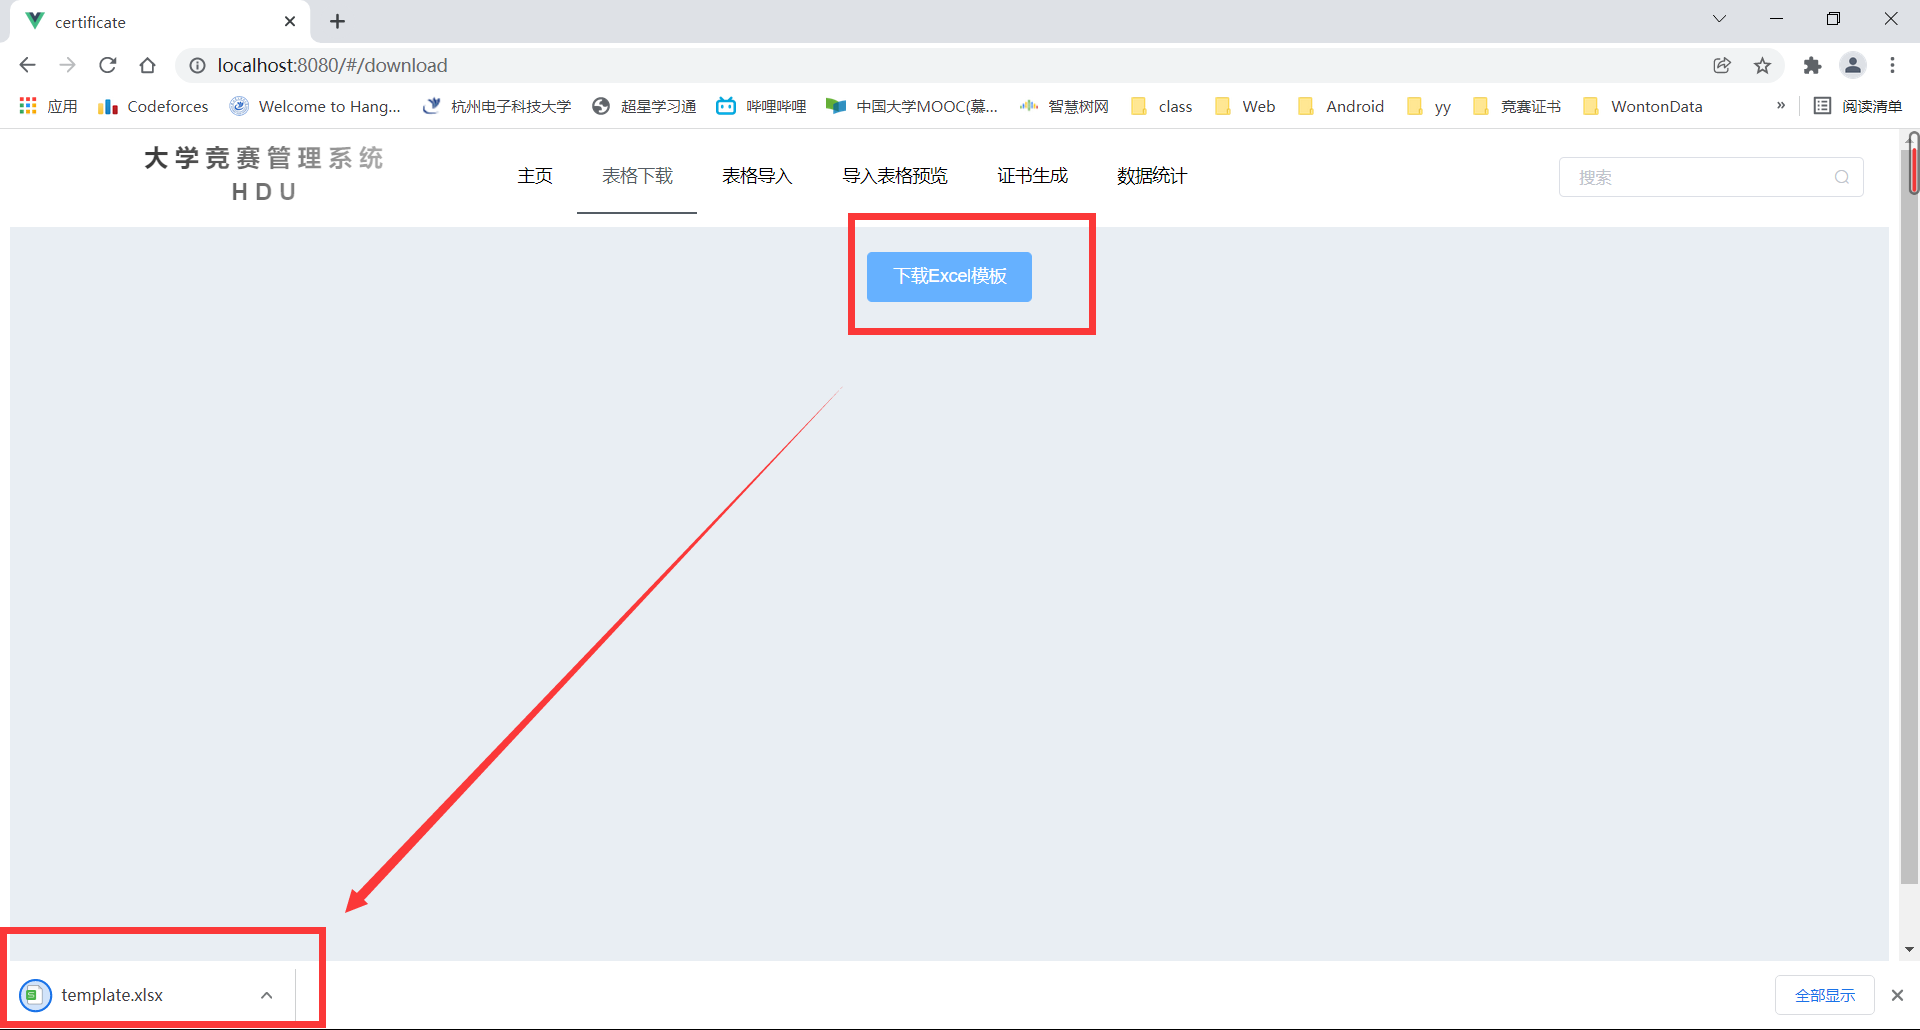 certificate
localhost:8080/#/download
应用
Codeforces
Welcome to Hang...
杭州电子科技大学
超星学习通
哔哩哔哩
中国大学MOOC(慕...
智慧树网
class
Web
Android
yy
竞赛证书
WontonData
»
阅读清单
大学竞赛管理系统
HDU
主页
表格下载
表格导入
导入表格预览
证书生成
数据统计
搜索
下载Excel模板
template.xlsx
全部显示